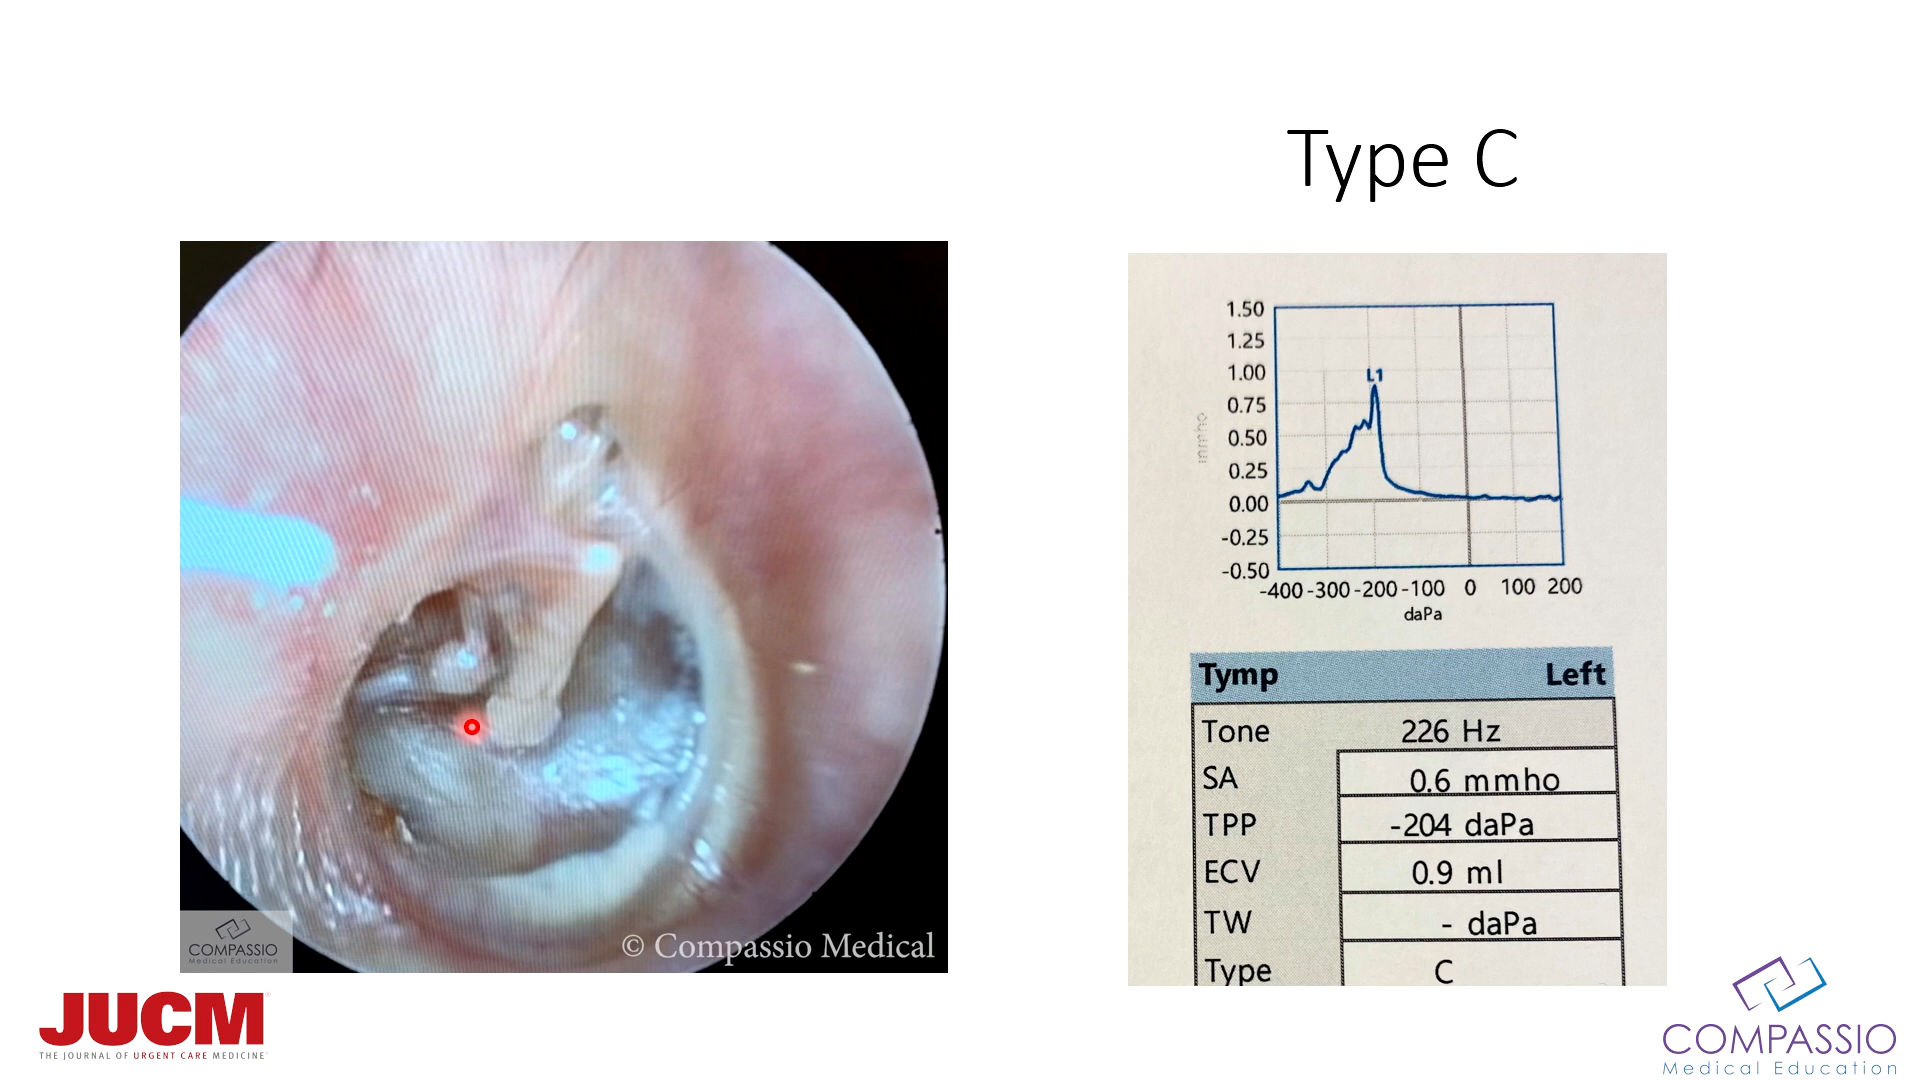 Type C
1.50
1.25
1.00
0.75
0.50
0.25
0.00
-0.25
-0.50
mmho
L1
-400 -300 -200 -100 0 100 200
daPa
Tymp Left
Tone 226 Hz
SA 0.6 mmho
TPP -204 daPa
ECV 0.9 ml
TW - daPa
Type C
COMPASSIO
Medical Education
© Compassio Medical
JUCM
THE JOURNAL OF URGENT CARE MEDICINE
COMPASSIO
Medical Education